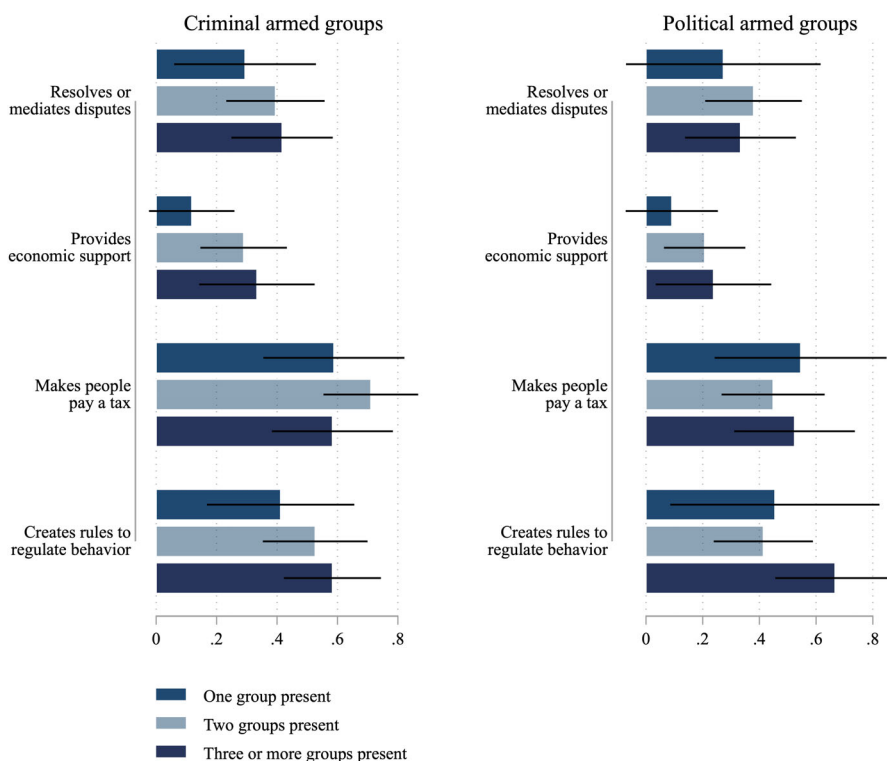 Criminal armed groups
Resolves or
mediates disputes
Provides
economic support
Makes people
pay a tax
Creates rules to
regulate behavior
0 .2 .4 .6 .8
Political armed groups
Resolves or
mediates disputes
Provides
economic support
Makes people
pay a tax
Creates rules to
regulate behavior
0 .2 .4 .6 .8
One group present
Two groups present
Three or more groups present